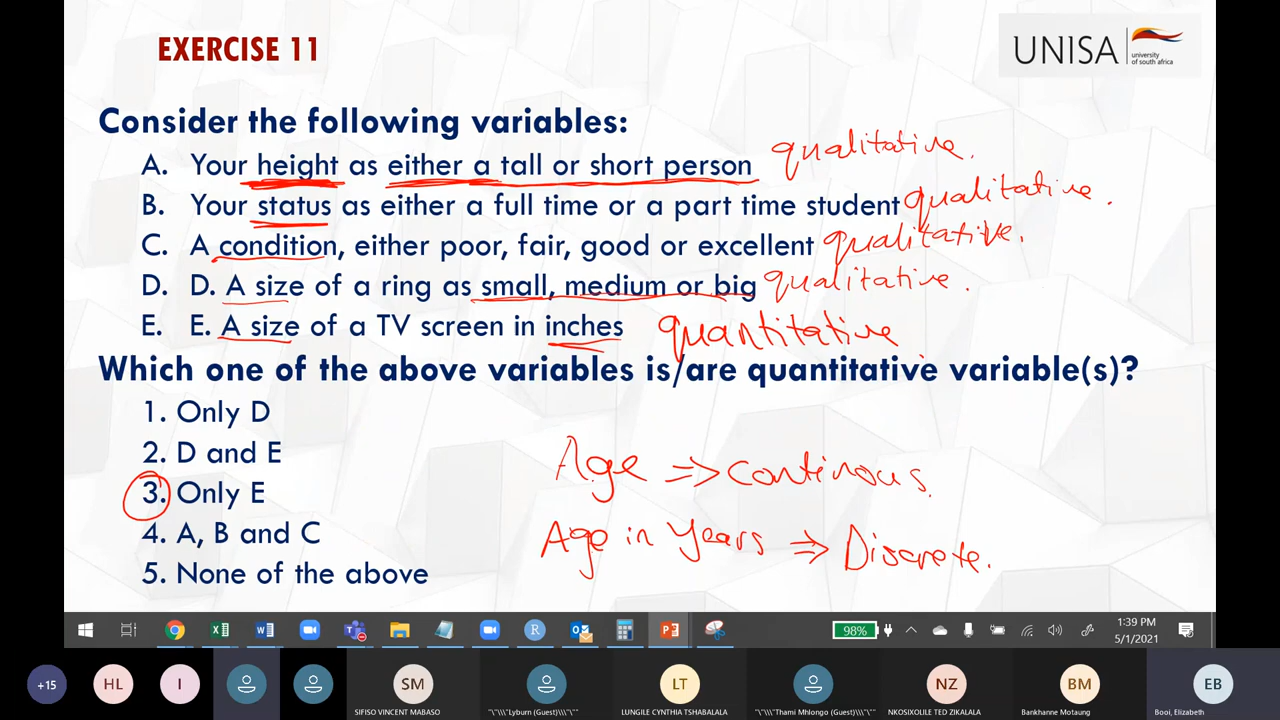 EXERCISE 11
UNISA university of south africa
Consider the following variables:
A. Your height as either a tall or short person qualitative.
B. Your status as either a full time or a part time student qualitative.
C. A condition, either poor, fair, good or excellent qualitative.
D. D. A size of a ring as small, medium or big qualitative.
E. E. A size of a TV screen in inches quantitative
Which one of the above variables is/are quantitative variable(s)?
1. Only D
2. D and E
3. Only E
4. A, B and C
5. None of the above
Age => Continous.
Age in Years => Discrete.
98%
1:39 PM
5/1/2021
+15
HL
I
SM
LT
NZ
BM
EB
SIFISO VINCENT MABASO
"\"\\"Lyburn (Guest)\\\"\"
LUNGILE CYNTHIA TSHABALALA
"\"\\"Thami Mhlongo (Guest)\\\"\"
NKOSIXOLILE TED ZIKALALA
Bankhanne Motaung
Booi, Elizabeth